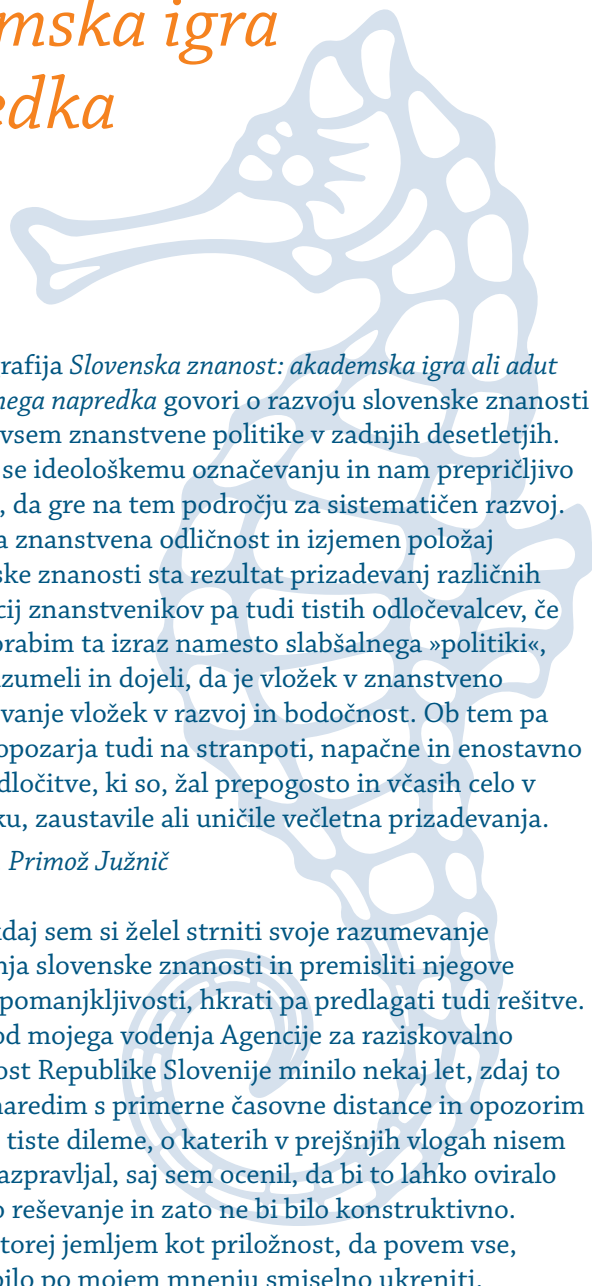 mska igra
edka
rafija Slovenska znanost: akademska igra ali adut
nega napredka govori o razvoju slovenske znanosti
vsem znanstvene politike v zadnjih desetletjih.
se ideološkemu označevanju in nam prepričljivo
, da gre na tem področju za sistematičen razvoj.
a znanstvena odličnost in izjemen položaj
ske znanosti sta rezultat prizadevanj različnih
cij znanstvenikov pa tudi tistih odločevalcev, če
orabim ta izraz namesto slabšalnega »politiki«,
zumeli in dojeli, da je vložek v znanstveno
vanje vložek v razvoj in bodočnost. Ob tem pa
opozarja tudi na stranpoti, napačne in enostavno
dločitve, ki so, žal prepogosto in včasih celo v
ku, zaustavile ali uničile večletna prizadevanja.
Primož Južnič
daj sem si želel strniti svoje razumevanje
nja slovenske znanosti in premisliti njegove
pomanjkljivosti, hkrati pa predlagati tudi rešitve.
od mojega vodenja Agencije za raziskovalno
ost Republike Slovenije minilo nekaj let, zdaj to
naredim s primerne časovne distance in opozorim
tiste dileme, o katerih v prejšnjih vlogah nisem
azpravljal, saj sem ocenil, da bi to lahko oviralo
o reševanje in zato ne bi bilo konstruktivno.
torej jemljem kot priložnost, da povem vse,
bilo po mojem mnenju smiselno ukreniti,